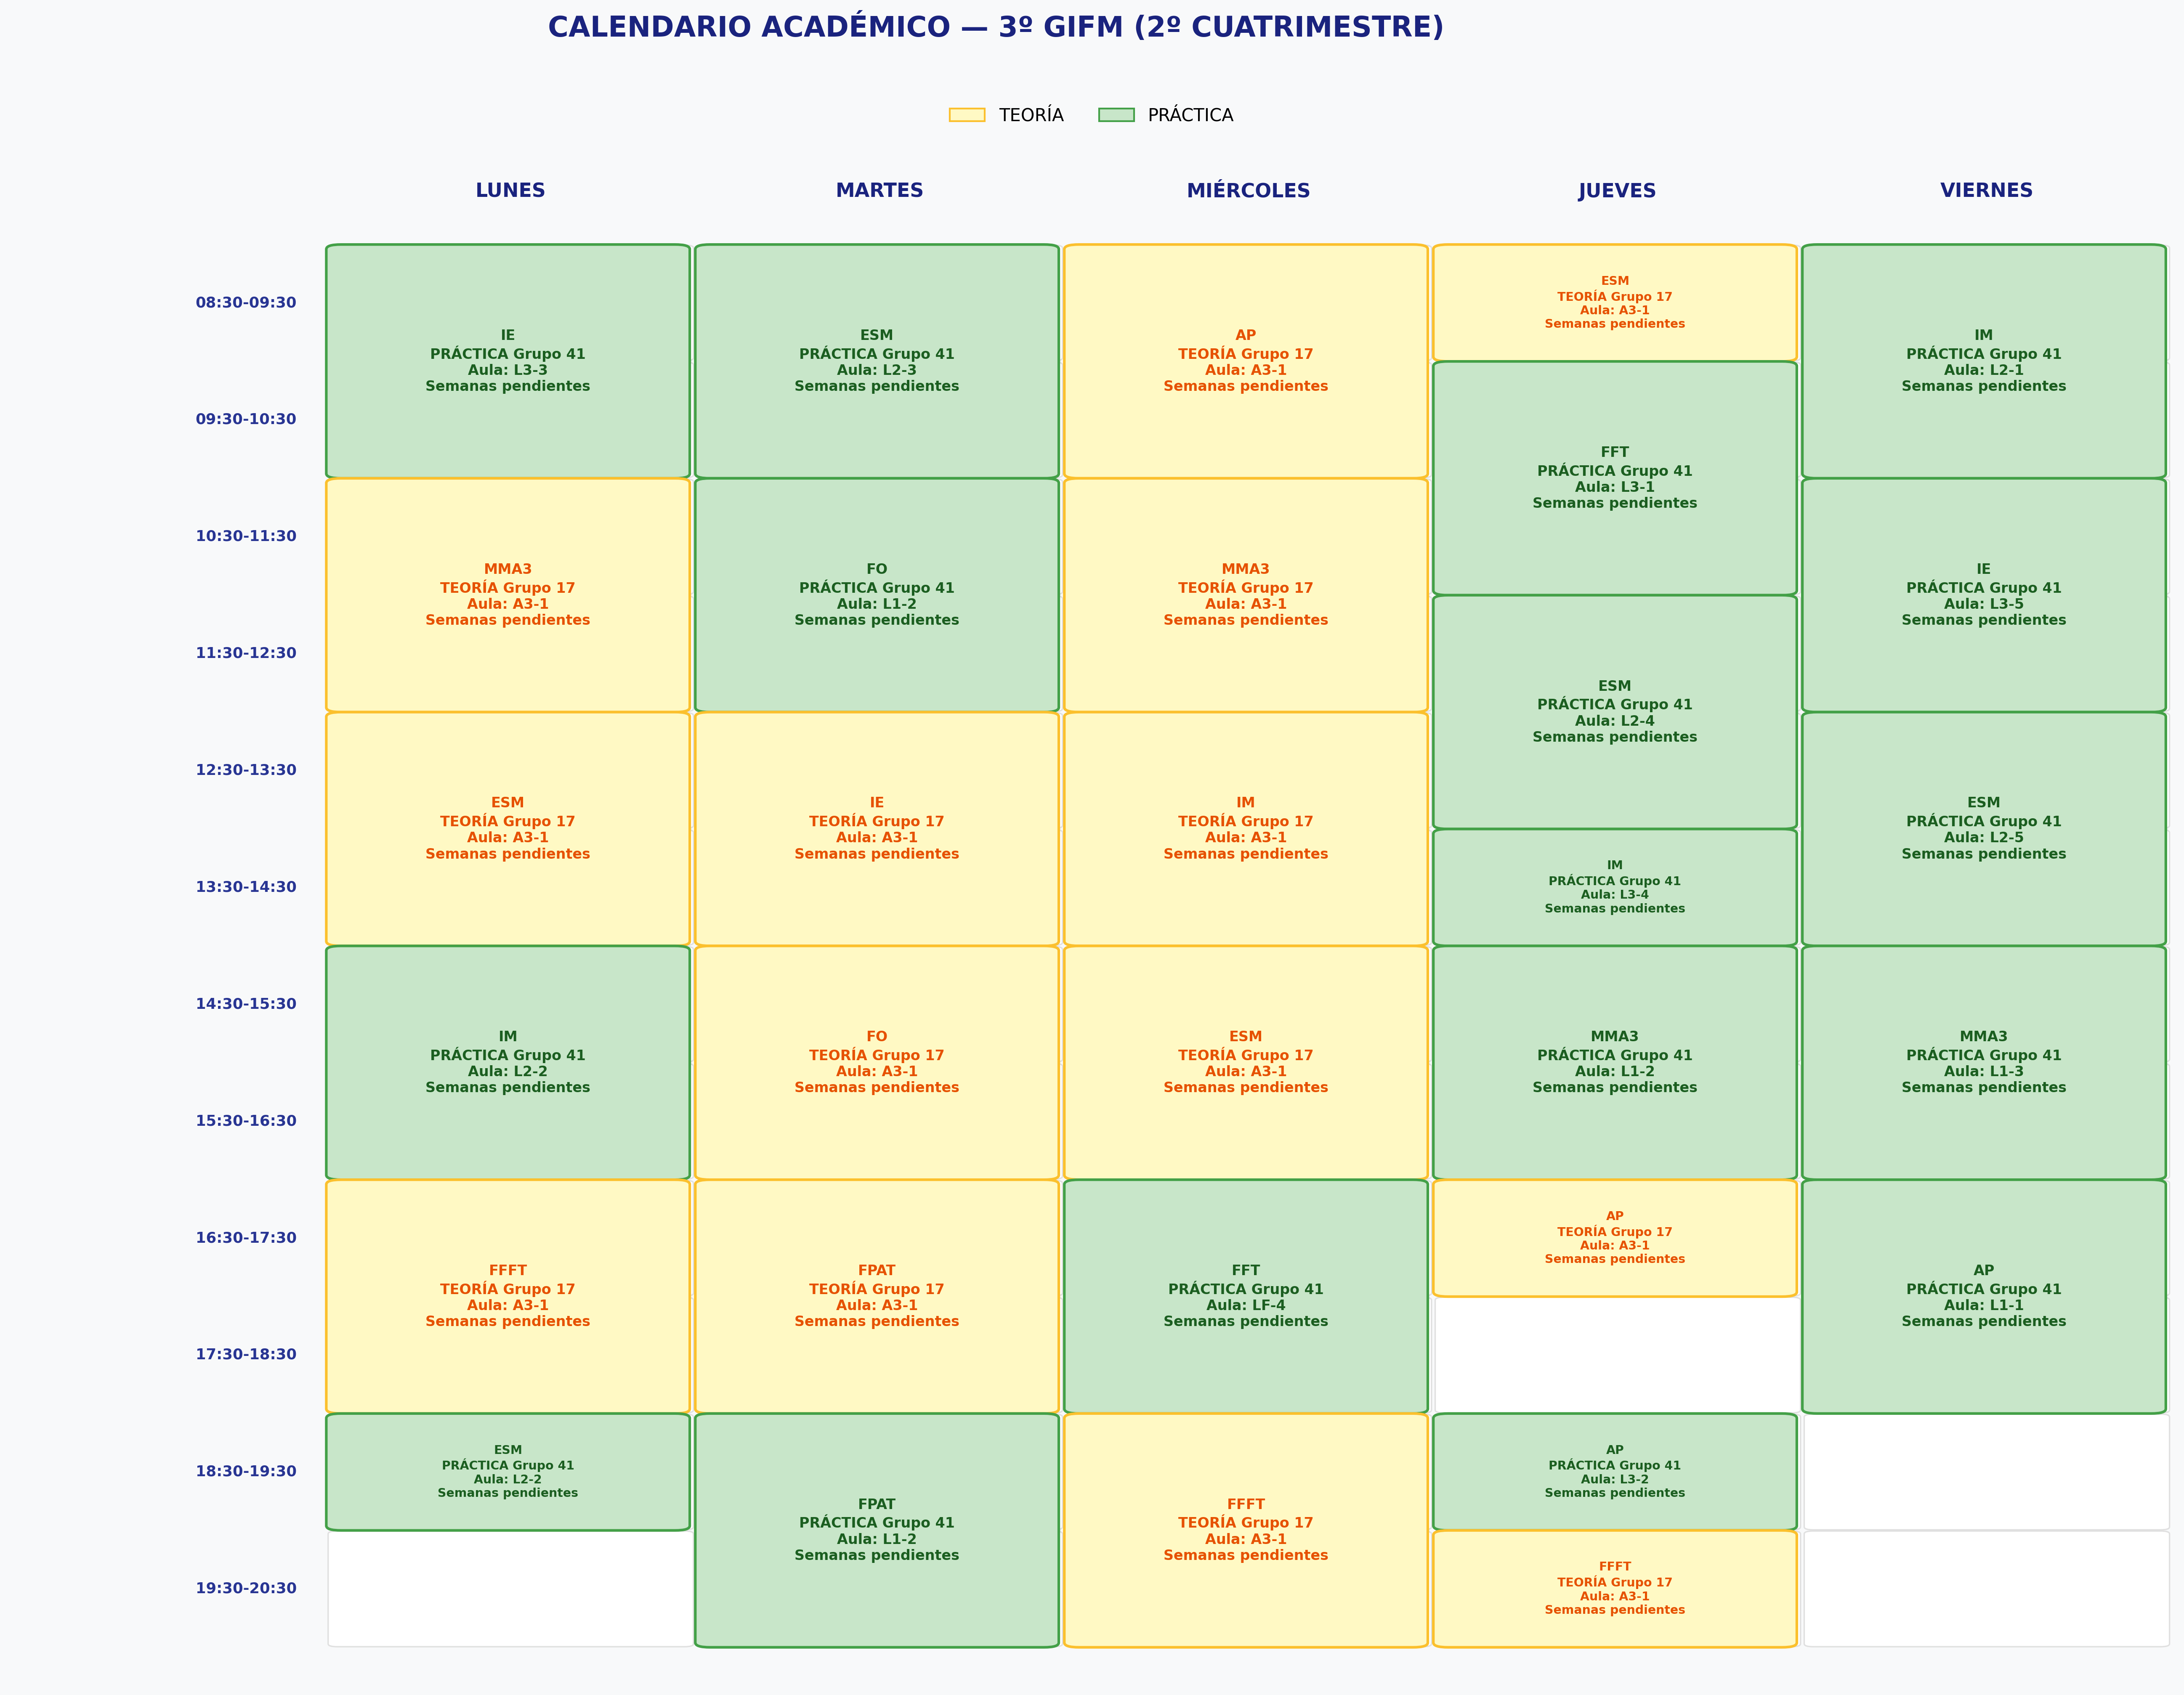 CALENDARIO ACADÉMICO — 3º GIFM (2º CUATRIMESTRE)
TEORÍA
PRÁCTICA
LUNES
MARTES
MIÉRCOLES
JUEVES
VIERNES
08:30-09:30
09:30-10:30
10:30-11:30
11:30-12:30
12:30-13:30
13:30-14:30
14:30-15:30
15:30-16:30
16:30-17:30
17:30-18:30
18:30-19:30
19:30-20:30
IE
PRÁCTICA Grupo 41
Aula: L3-3
Semanas pendientes
MMA3
TEORÍA Grupo 17
Aula: A3-1
Semanas pendientes
ESM
TEORÍA Grupo 17
Aula: A3-1
Semanas pendientes
IM
PRÁCTICA Grupo 41
Aula: L2-2
Semanas pendientes
FFFT
TEORÍA Grupo 17
Aula: A3-1
Semanas pendientes
ESM
PRÁCTICA Grupo 41
Aula: L2-2
Semanas pendientes
ESM
PRÁCTICA Grupo 41
Aula: L2-3
Semanas pendientes
FO
PRÁCTICA Grupo 41
Aula: L1-2
Semanas pendientes
IE
TEORÍA Grupo 17
Aula: A3-1
Semanas pendientes
FO
TEORÍA Grupo 17
Aula: A3-1
Semanas pendientes
FPAT
TEORÍA Grupo 17
Aula: A3-1
Semanas pendientes
FPAT
PRÁCTICA Grupo 41
Aula: L1-2
Semanas pendientes
AP
TEORÍA Grupo 17
Aula: A3-1
Semanas pendientes
MMA3
TEORÍA Grupo 17
Aula: A3-1
Semanas pendientes
IM
TEORÍA Grupo 17
Aula: A3-1
Semanas pendientes
ESM
TEORÍA Grupo 17
Aula: A3-1
Semanas pendientes
FFT
PRÁCTICA Grupo 41
Aula: LF-4
Semanas pendientes
FFFT
TEORÍA Grupo 17
Aula: A3-1
Semanas pendientes
ESM
TEORÍA Grupo 17
Aula: A3-1
Semanas pendientes
FFT
PRÁCTICA Grupo 41
Aula: L3-1
Semanas pendientes
ESM
PRÁCTICA Grupo 41
Aula: L2-4
Semanas pendientes
IM
PRÁCTICA Grupo 41
Aula: L3-4
Semanas pendientes
MMA3
PRÁCTICA Grupo 41
Aula: L1-2
Semanas pendientes
AP
TEORÍA Grupo 17
Aula: A3-1
Semanas pendientes
AP
PRÁCTICA Grupo 41
Aula: L3-2
Semanas pendientes
FFFT
TEORÍA Grupo 17
Aula: A3-1
Semanas pendientes
IM
PRÁCTICA Grupo 41
Aula: L2-1
Semanas pendientes
IE
PRÁCTICA Grupo 41
Aula: L3-5
Semanas pendientes
ESM
PRÁCTICA Grupo 41
Aula: L2-5
Semanas pendientes
MMA3
PRÁCTICA Grupo 41
Aula: L1-3
Semanas pendientes
AP
PRÁCTICA Grupo 41
Aula: L1-1
Semanas pendientes